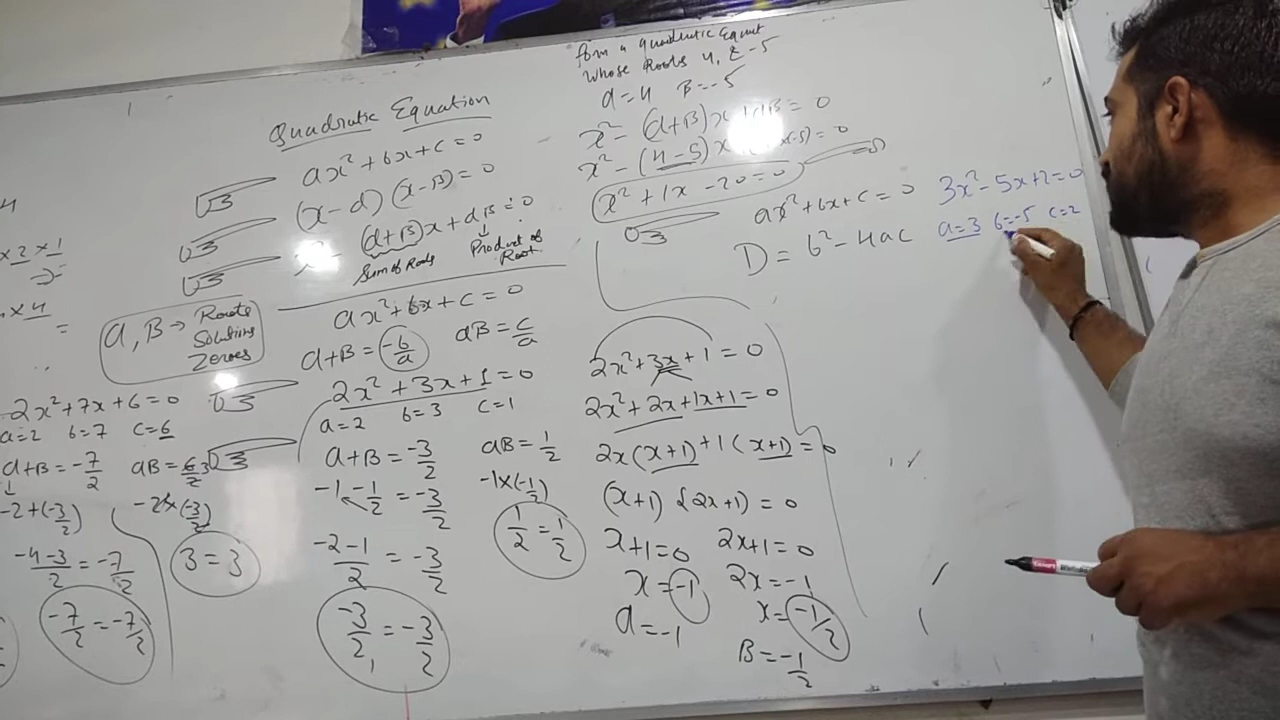 4
×2×1
×4
=
2x²+7x+6=0
a=2 b=7 c=6
α+β=-7/2 αβ=6/2 3
-2+(-3/2) -2×(-3/2)
-4-3/2=-7/2 3=3
-7/2=-7/2
Quadratic Equation
ax²+bx+c=0
(x-α)(x-β)=0
(α+β)x+αβ=0
Sum of Roots Product of Root
α,β→ Roots
Solutions
Zeroes
ax²+bx+c=0
α+β=-b/a αβ=c/a
2x²+3x+1=0
a=2 b=3 c=1
α+β=-3/2 αβ=1/2
-1-1/2=-3/2 -1×(-1/2)
-2-1/2=-3/2 1/2=1/2
-3/2=-3/2
form a quadratic Equat
whose Roots 4, & -5
α=4 β=-5
x²-(α+β)x+αβ=0
x²-(4-5)x ×(-5)=0
x²+1x-20=0
2x²+3x+1=0
2x²+2x+1x+1=0
2x(x+1)+1(x+1)=0
(x+1)(2x+1)=0
x+1=0 2x+1=0
x=-1 2x=-1
α=-1 x=-1/2
β=-1/2
ax²+bx+c=0
D=b²-4ac
3x²-5x+2=0
a=3 b=-5 c=2